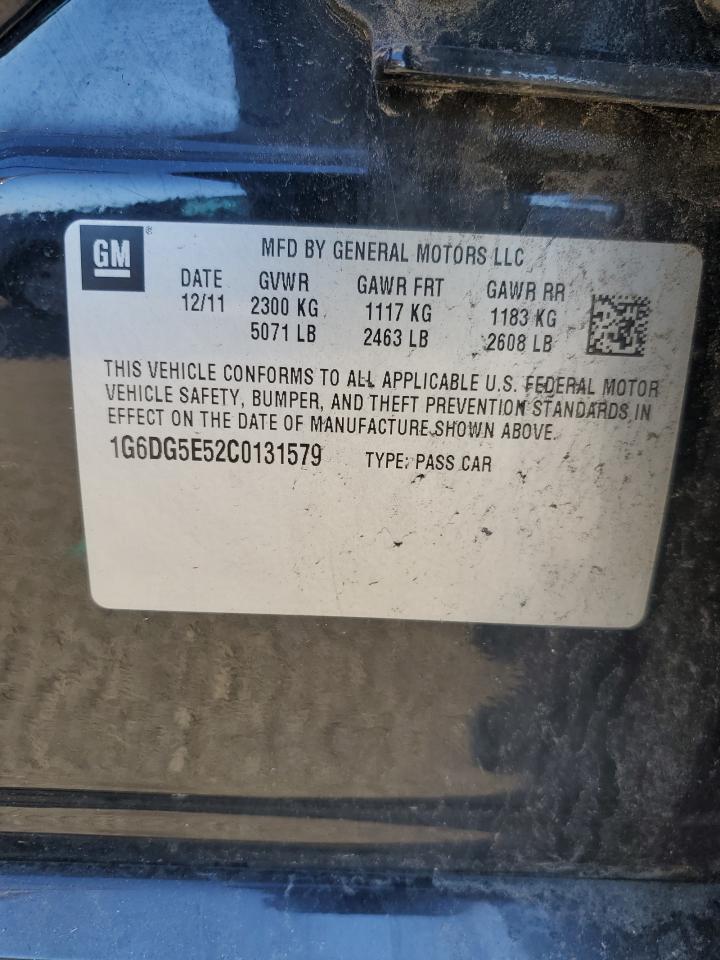 GM ® MFD BY GENERAL MOTORS LLC
DATE GVWR GAWR FRT GAWR RR
12/11 2300 KG 1117 KG 1183 KG
5071 LB 2463 LB 2608 LB
THIS VEHICLE CONFORMS TO ALL APPLICABLE U.S. FEDERAL MOTOR
VEHICLE SAFETY, BUMPER, AND THEFT PREVENTION STANDARDS IN
EFFECT ON THE DATE OF MANUFACTURE SHOWN ABOVE.
1G6DG5E52C0131579 TYPE: PASS CAR